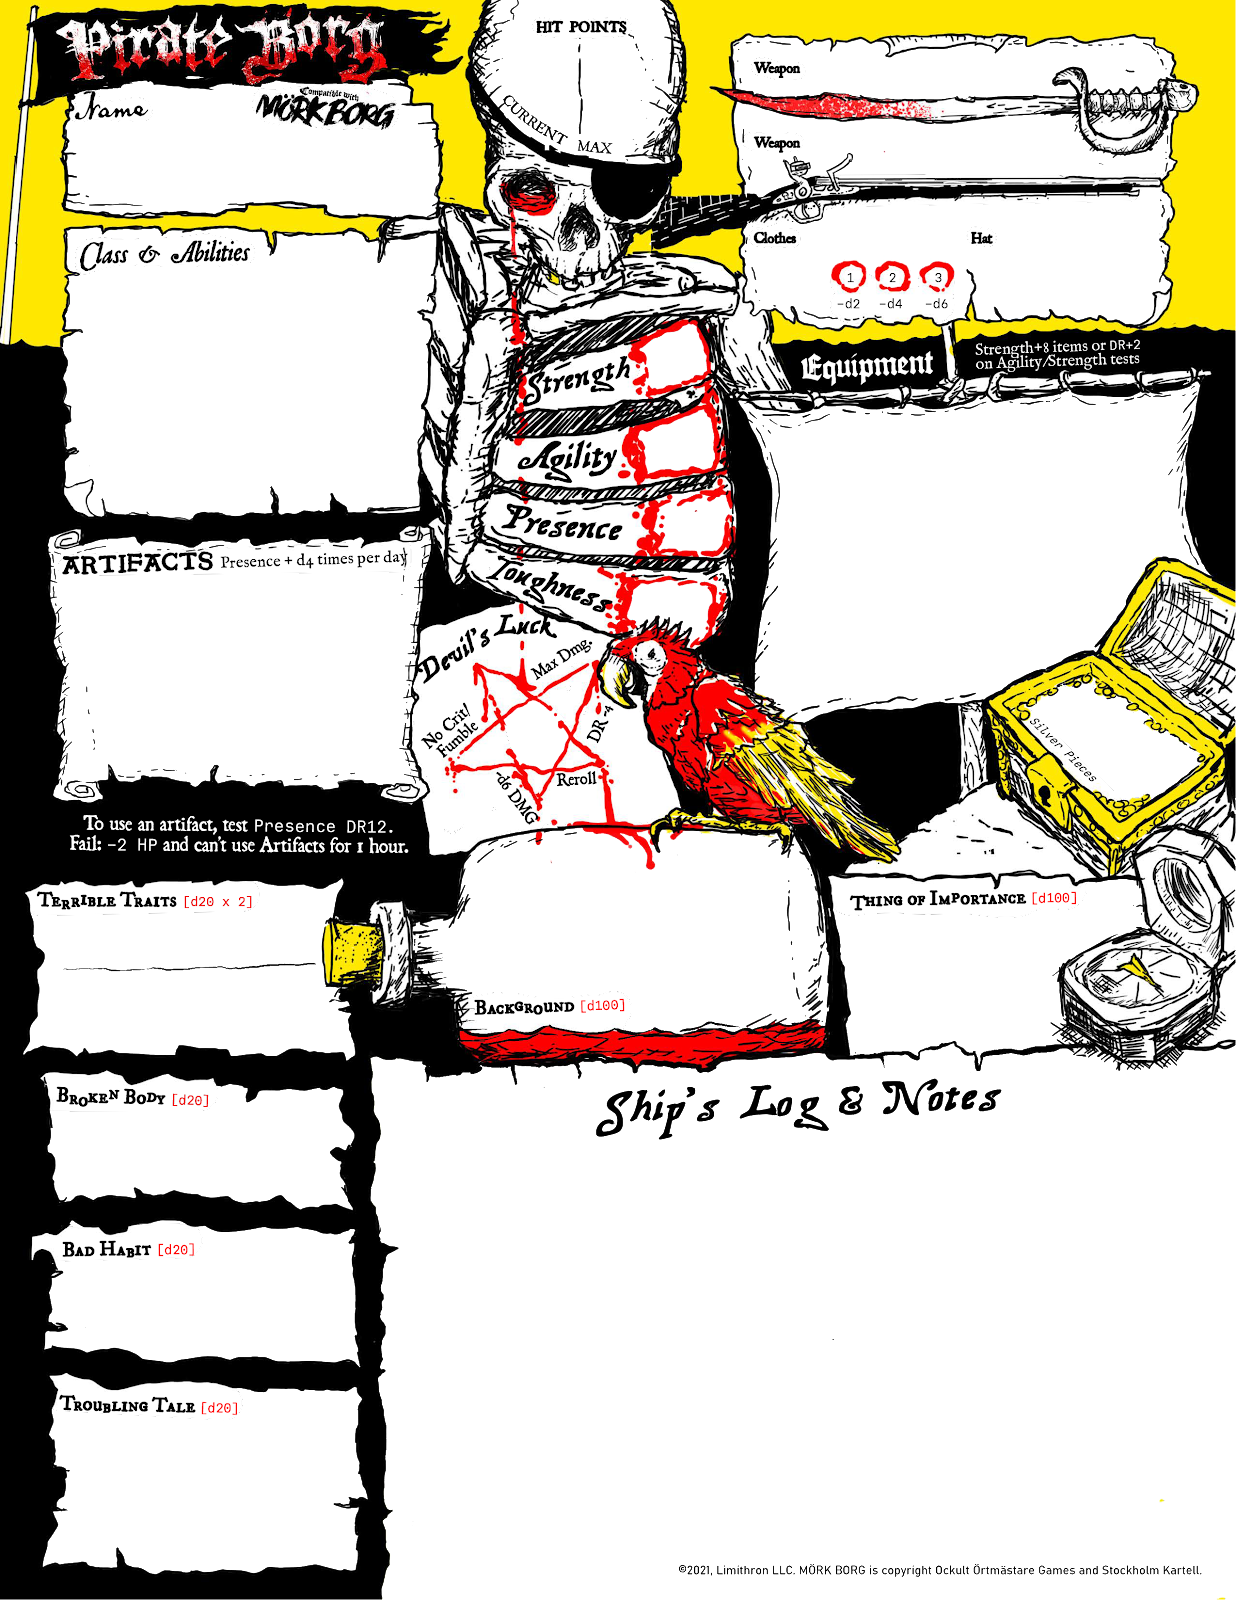 Pirate Borg
Name
Compatible with
MÖRK BORG
HIT POINTS
CURRENT
MAX
Weapon
Weapon
Clothes
Hat
1
2
3
-d2
-d4
-d6
Class & Abilities
Strength
Agility
Presence
Toughness
Equipment
Strength+8 items or DR+2
on Agility/Strength tests
ARTIFACTS Presence + d4 times per day
Devil's Luck
Max Dmg.
No Crit/
Fumble
DR -4
Reroll
-d6 DMG
Silver Pieces
To use an artifact, test Presence DR12.
Fail: -2 HP and can't use Artifacts for 1 hour.
TERRIBLE TRAITS [d20 x 2]
BACKGROUND [d100]
THING OF IMPORTANCE [d100]
BROKEN BODY [d20]
BAD HABIT [d20]
TROUBLING TALE [d20]
Ship's Log & Notes
©2021, Limithron LLC. MÖRK BORG is copyright Ockult Örtmästare Games and Stockholm Kartell.